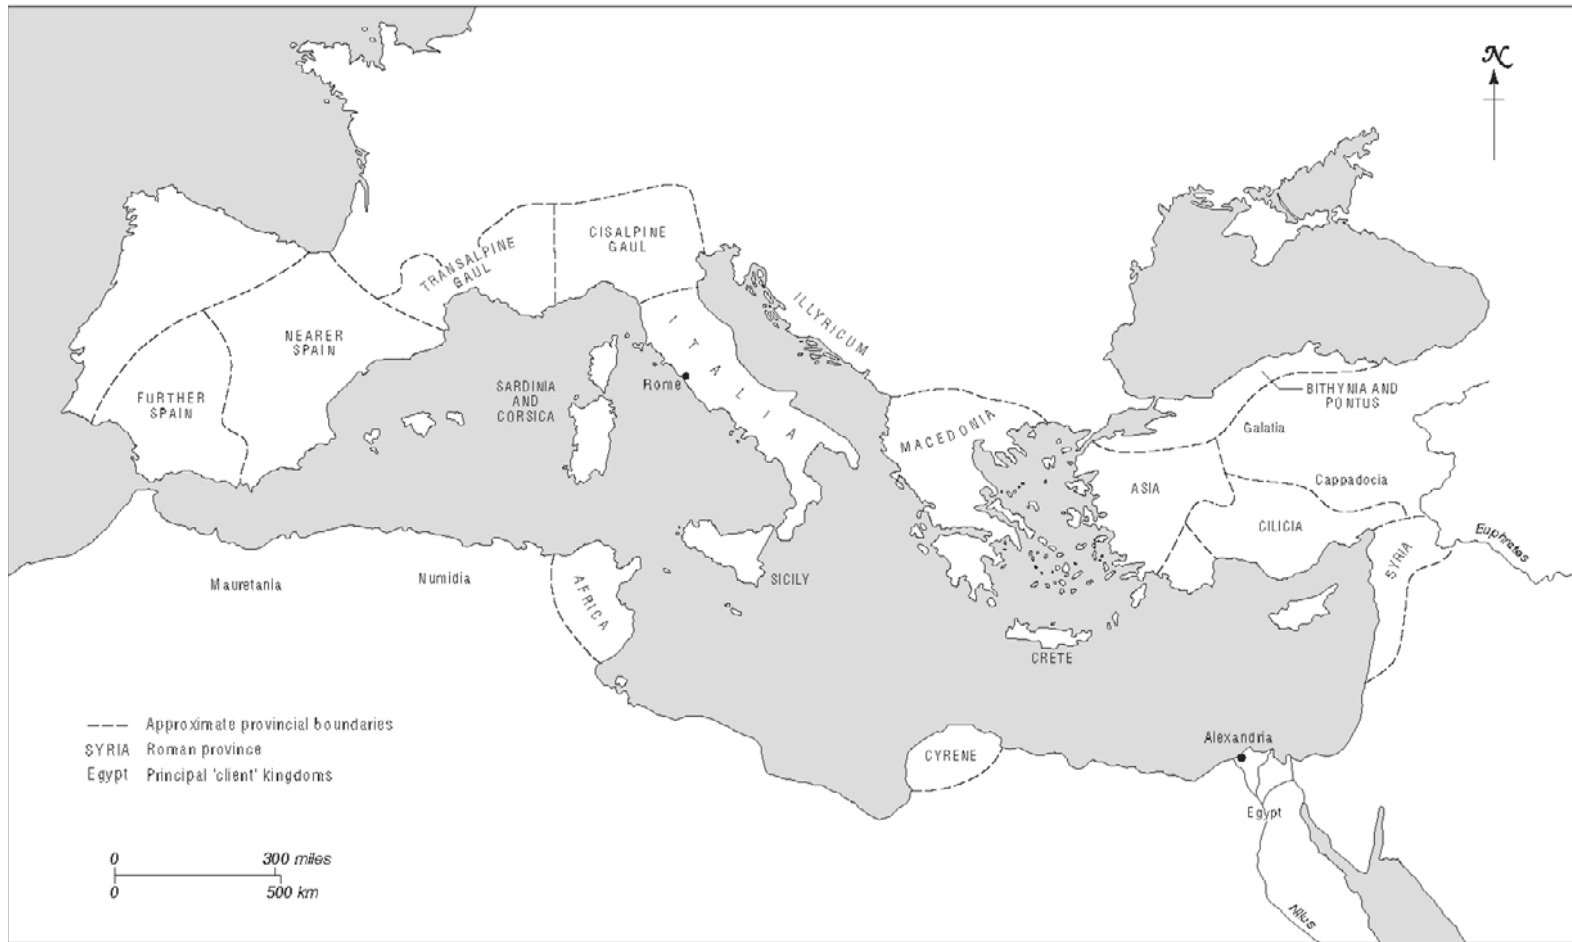 N
CISALPINE
GAUL
TRANSALPINE
GAUL
ILLYRICUM
NEARER
SPAIN
FURTHER
SPAIN
SARDINIA
AND
CORSICA
Rome
ITALIA
MACEDONIA
BITHYNIA AND
PONTUS
Galatia
ASIA
Cappadocia
CILICIA
Euphrates
SYRIA
Mauretania
Numidia
AFRICA
SICILY
CRETE
CYRENE
Alexandria
Egypt
Nilus
Approximate provincial boundaries
SYRIA Roman province
Egypt Principal 'client' kingdoms
0 300 miles
0 500 km